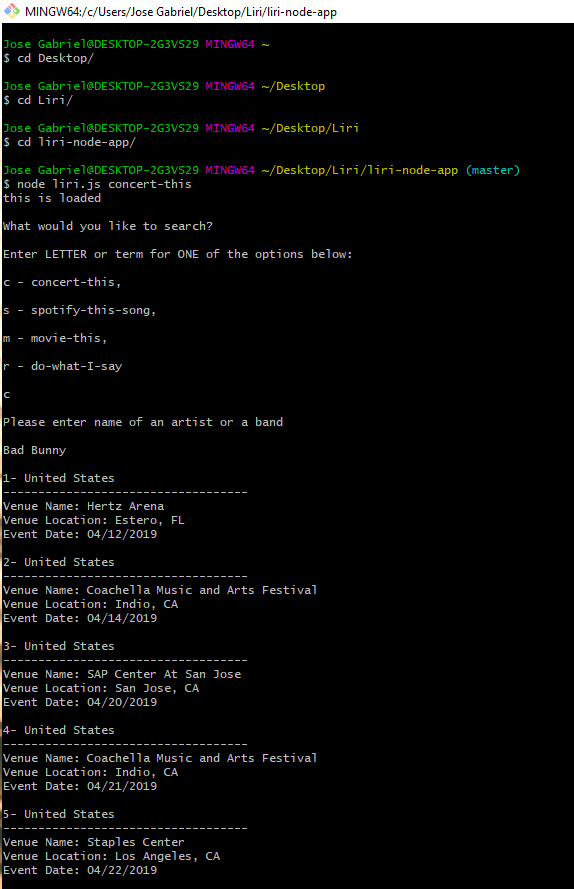 MINGW64:/c/Users/Jose Gabriel/Desktop/Liri/liri-node-app
Jose Gabriel@DESKTOP-2G3VS29 MINGW64 ~
$ cd Desktop/
Jose Gabriel@DESKTOP-2G3VS29 MINGW64 ~/Desktop
$ cd Liri/
Jose Gabriel@DESKTOP-2G3VS29 MINGW64 ~/Desktop/Liri
$ cd liri-node-app/
Jose Gabriel@DESKTOP-2G3VS29 MINGW64 ~/Desktop/Liri/liri-node-app (master)
$ node liri.js concert-this
this is loaded
What would you like to search?
Enter LETTER or term for ONE of the options below:
c - concert-this,
s - spotify-this-song,
m - movie-this,
r - do-what-I-say
c
Please enter name of an artist or a band
Bad Bunny
1- United States
-----------------------------------
Venue Name: Hertz Arena
Venue Location: Estero, FL
Event Date: 04/12/2019
2- United States
-----------------------------------
Venue Name: Coachella Music and Arts Festival
Venue Location: Indio, CA
Event Date: 04/14/2019
3- United States
-----------------------------------
Venue Name: SAP Center At San Jose
Venue Location: San Jose, CA
Event Date: 04/20/2019
4- United States
-----------------------------------
Venue Name: Coachella Music and Arts Festival
Venue Location: Indio, CA
Event Date: 04/21/2019
5- United States
-----------------------------------
Venue Name: Staples Center
Venue Location: Los Angeles, CA
Event Date: 04/22/2019